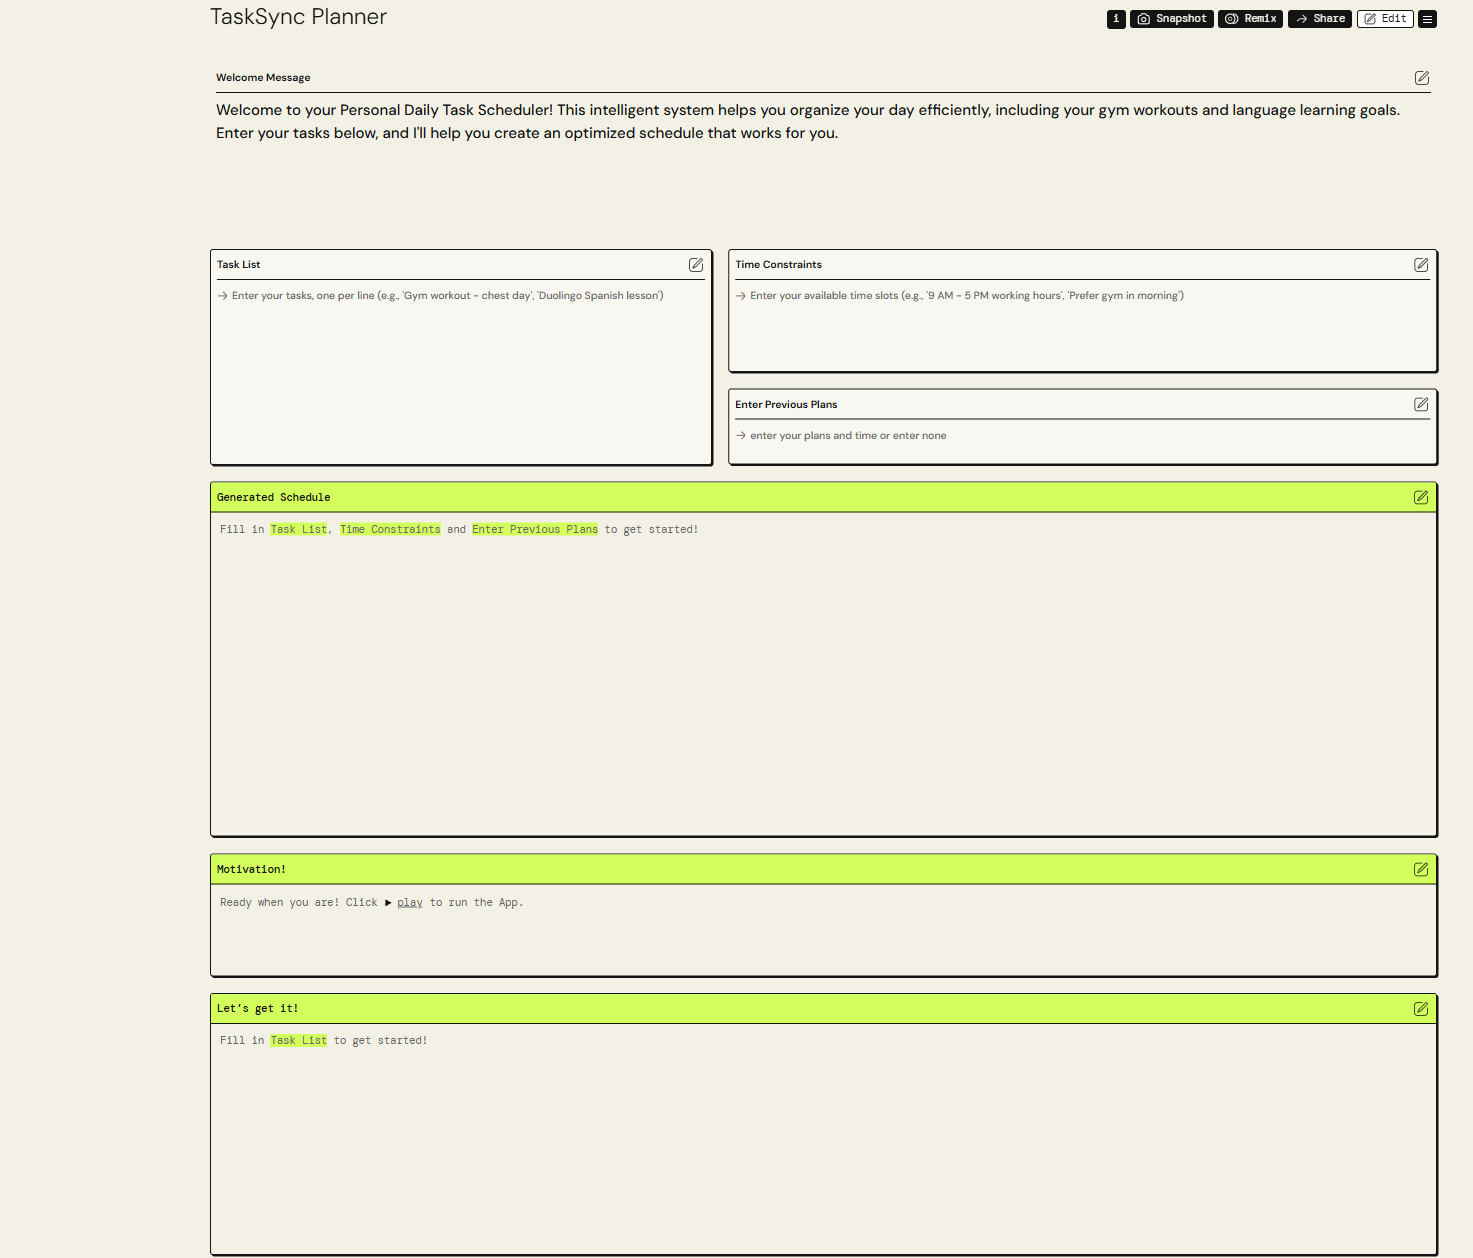 TaskSync Planner
i Snapshot Remix Share Edit
Welcome Message
Welcome to your Personal Daily Task Scheduler! This intelligent system helps you organize your day efficiently, including your gym workouts and language learning goals.
Enter your tasks below, and I'll help you create an optimized schedule that works for you.
Task List
→ Enter your tasks, one per line (e.g., 'Gym workout - chest day', 'Duolingo Spanish lesson')
Time Constraints
→ Enter your available time slots (e.g., '9 AM - 5 PM working hours', 'Prefer gym in morning')
Enter Previous Plans
→ enter your plans and time or enter none
Generated Schedule
Fill in Task List, Time Constraints and Enter Previous Plans to get started!
Motivation!
Ready when you are! Click ▶ play to run the App.
Let’s get it!
Fill in Task List to get started!